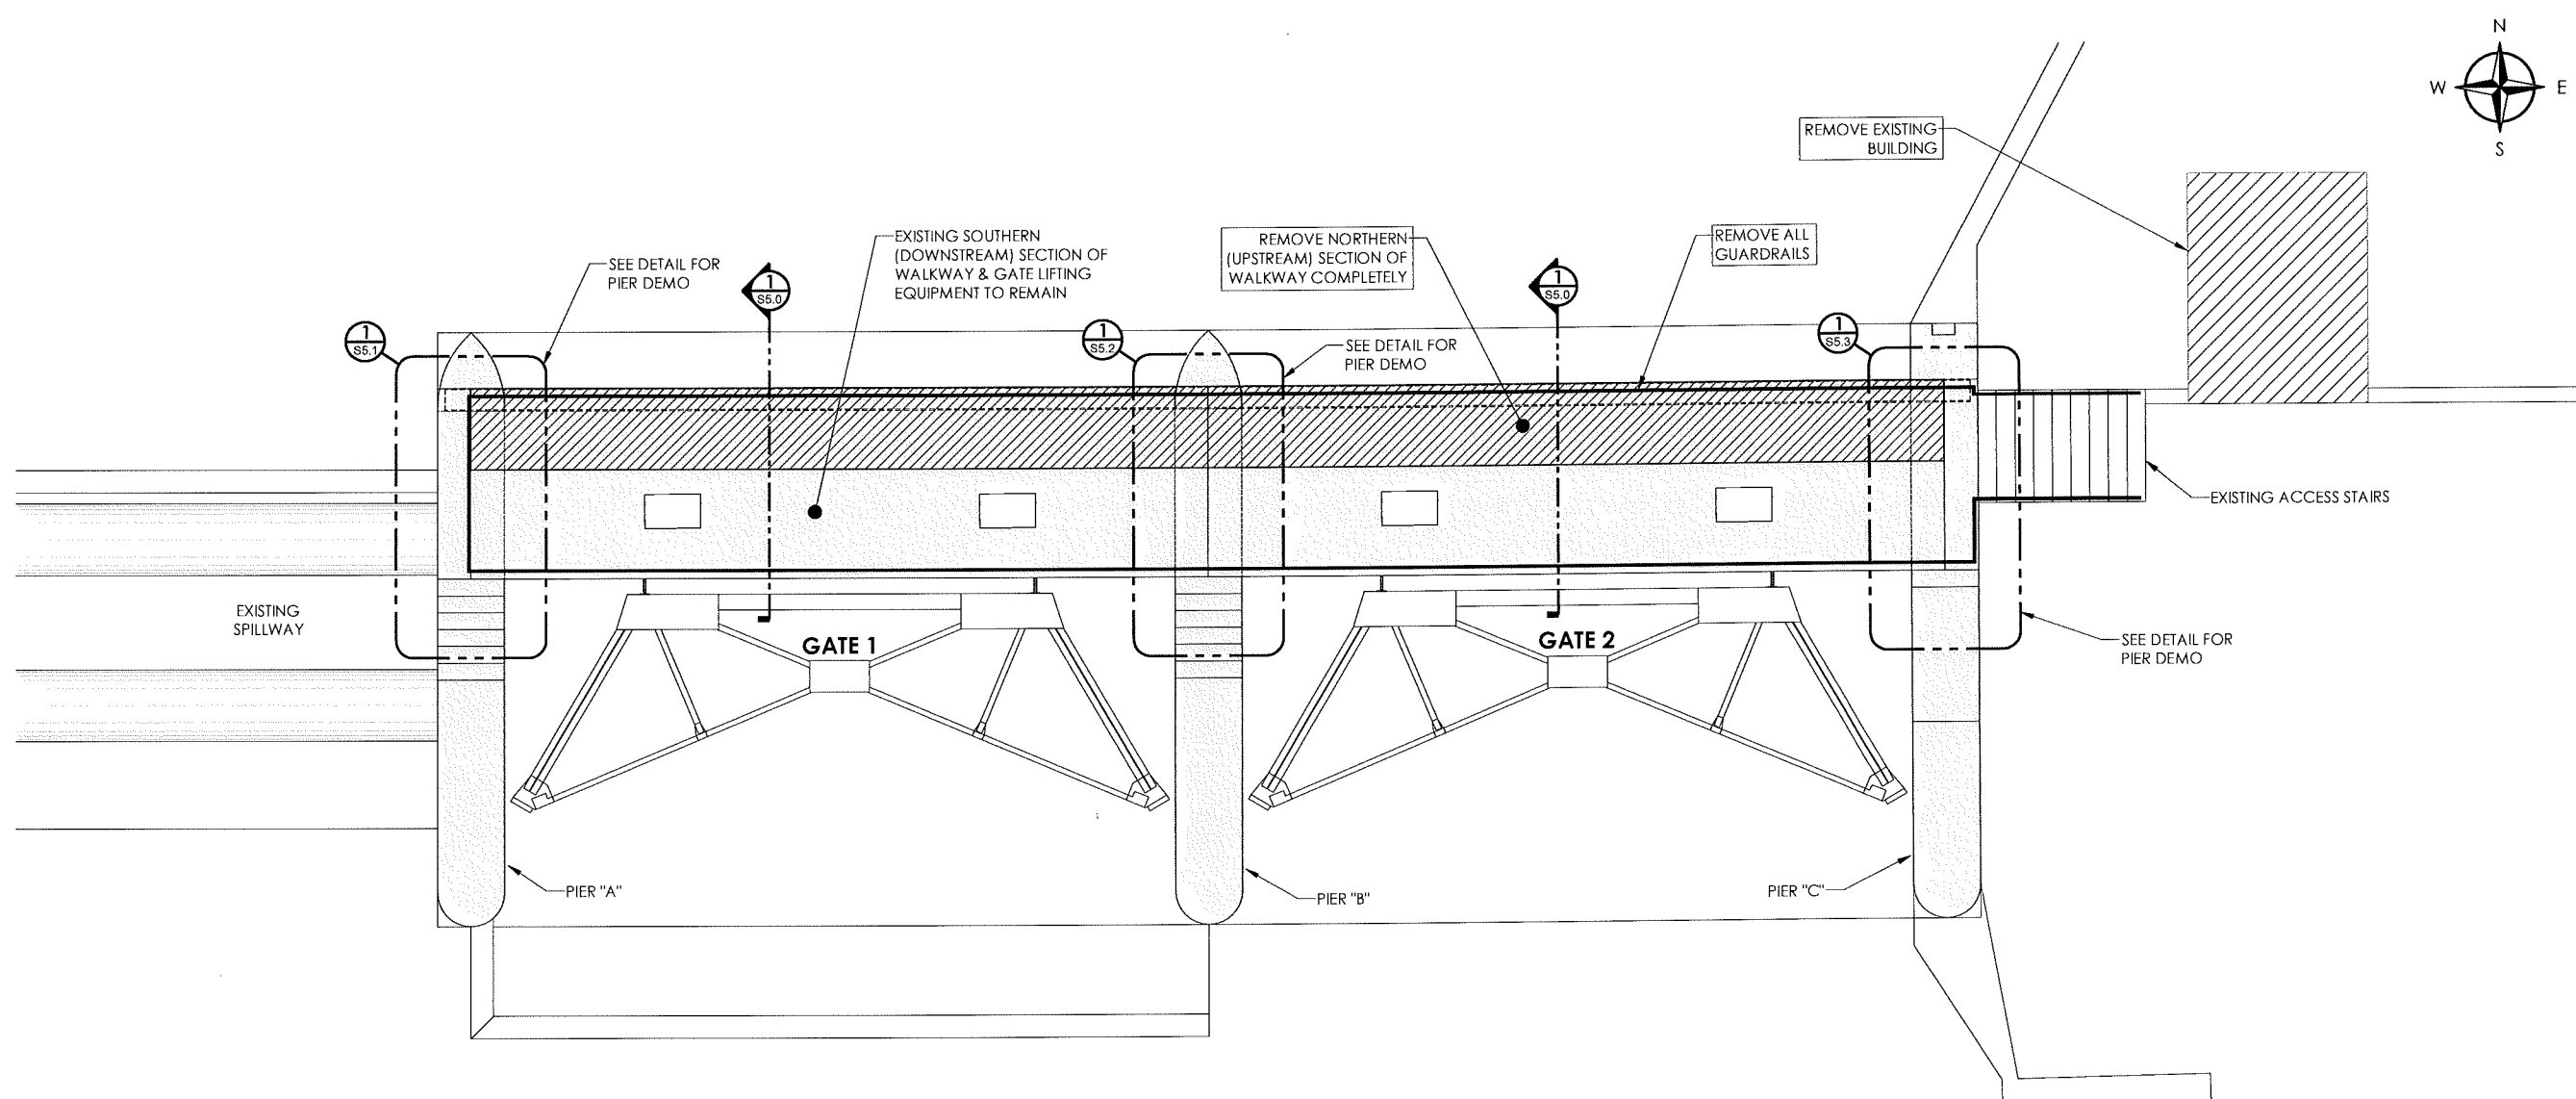 N
W
E
S
REMOVE EXISTING
BUILDING
EXISTING SOUTHERN
(DOWNSTREAM) SECTION OF
WALKWAY & GATE LIFTING
EQUIPMENT TO REMAIN
REMOVE NORTHERN
(UPSTREAM) SECTION OF
WALKWAY COMPLETELY
REMOVE ALL
GUARDRAILS
SEE DETAIL FOR
PIER DEMO
1
S5.0
1
S5.0
1
S5.1
1
S5.2
SEE DETAIL FOR
PIER DEMO
1
S5.3
EXISTING ACCESS STAIRS
EXISTING
SPILLWAY
GATE 1
GATE 2
SEE DETAIL FOR
PIER DEMO
PIER "A"
PIER "B"
PIER "C"